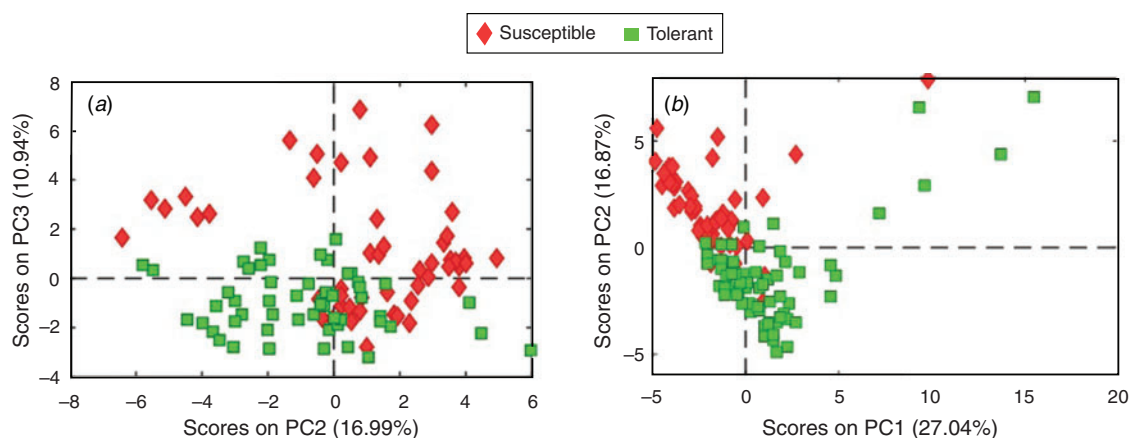 Susceptible Tolerant
(a)
8
6
4
2
0
−2
−4
−8 −6 −4 −2 0 2 4 6
Scores on PC3 (10.94%)
Scores on PC2 (16.99%)
(b)
5
0
−5
−5 0 5 10 15 20
Scores on PC2 (16.87%)
Scores on PC1 (27.04%)